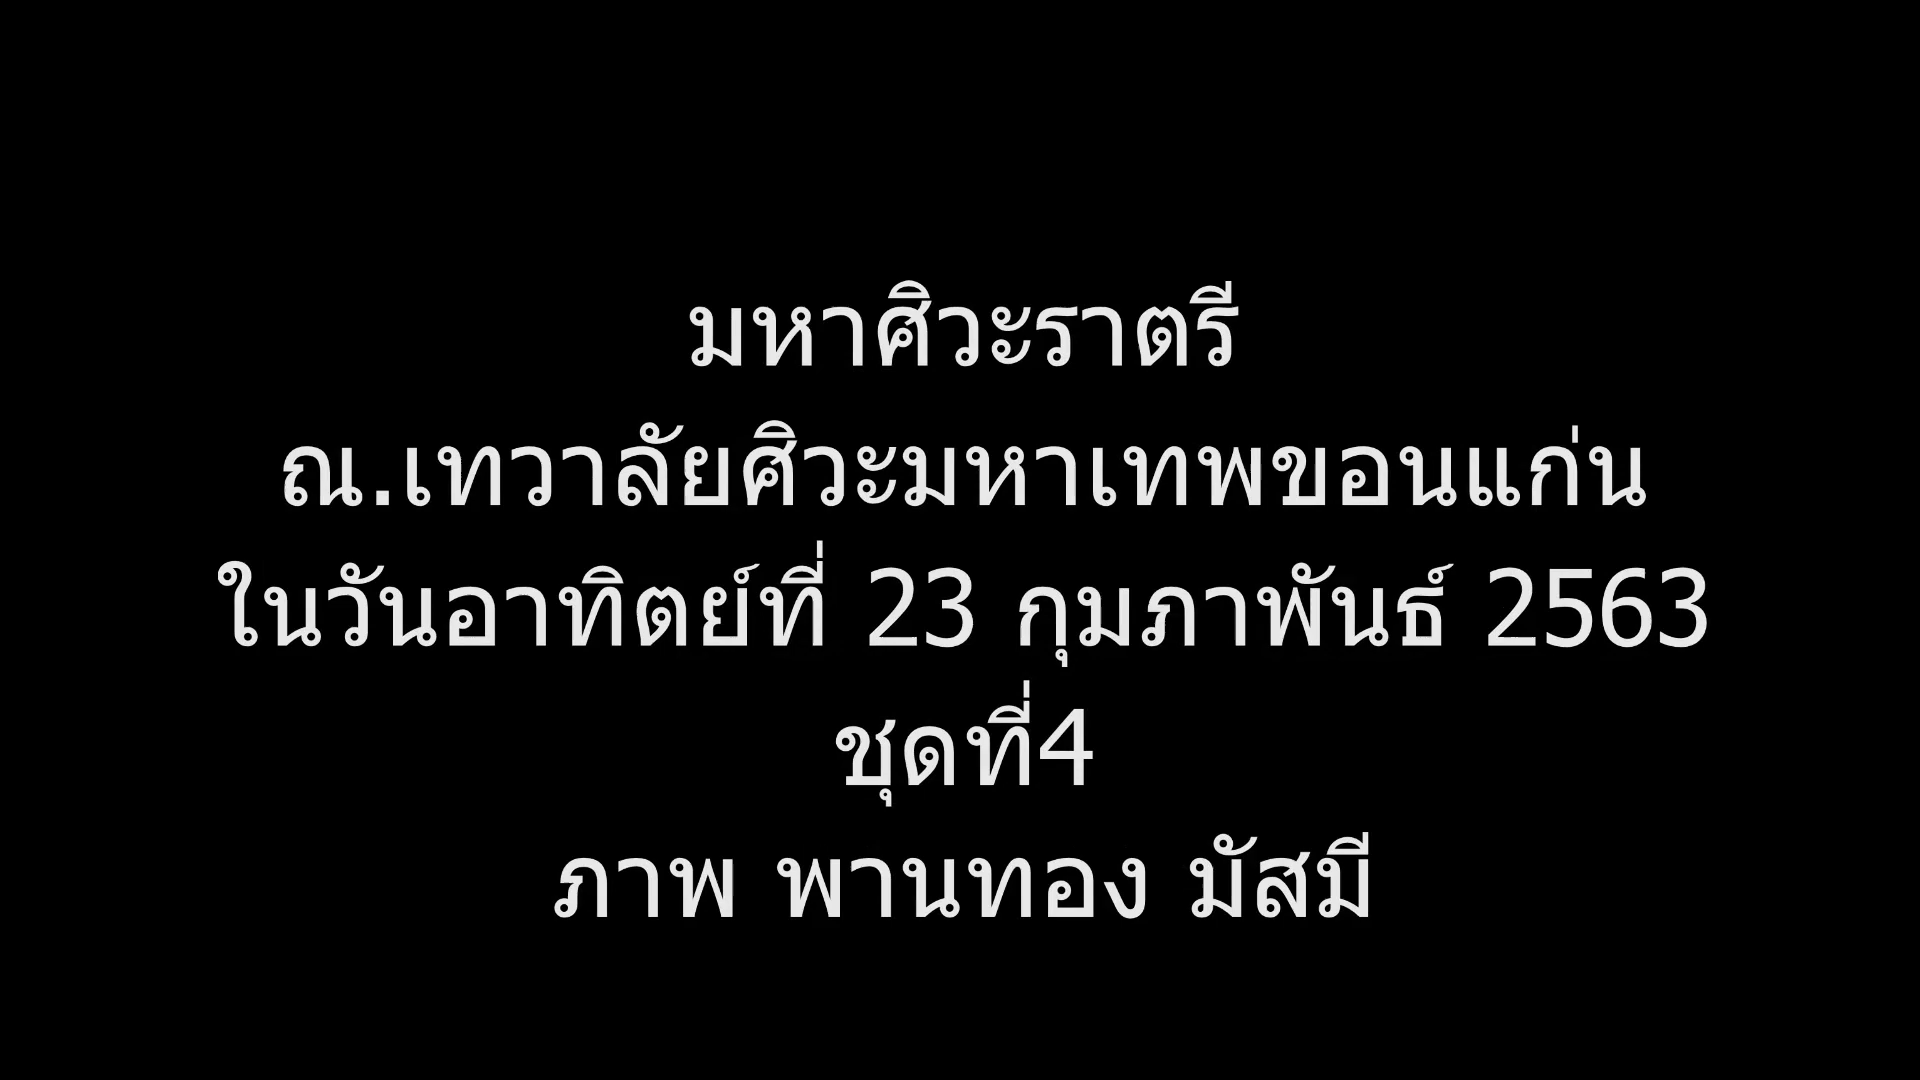 มหาศิวะราตรี
ณ.เทวาลัยศิวะมหาเทพขอนแก่น
ในวันอาทิตย์ที่ 23 กุมภาพันธ์ 2563
ชุดที่4
ภาพ พานทอง มัสมี